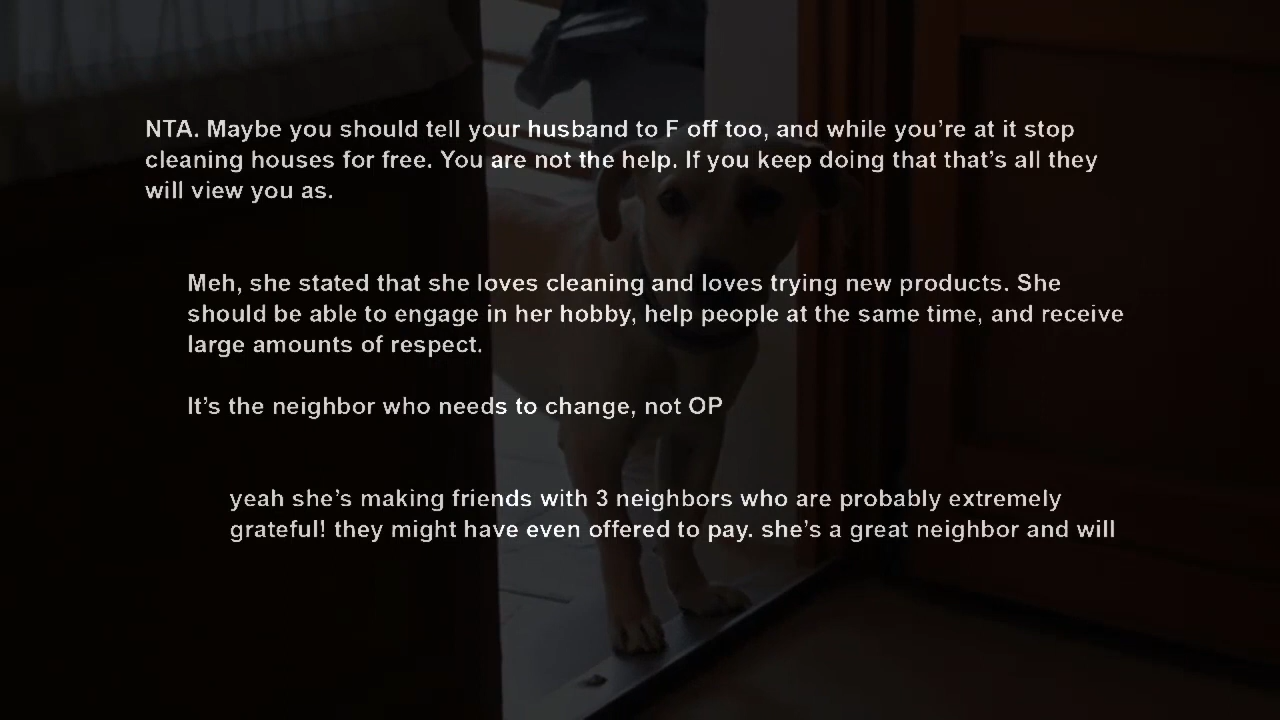 NTA. Maybe you should tell your husband to F off too, and while you’re at it stop
cleaning houses for free. You are not the help. If you keep doing that that’s all they
will view you as.
Meh, she stated that she loves cleaning and loves trying new products. She
should be able to engage in her hobby, help people at the same time, and receive
large amounts of respect.
It’s the neighbor who needs to change, not OP
yeah she’s making friends with 3 neighbors who are probably extremely
grateful! they might have even offered to pay. she’s a great neighbor and will